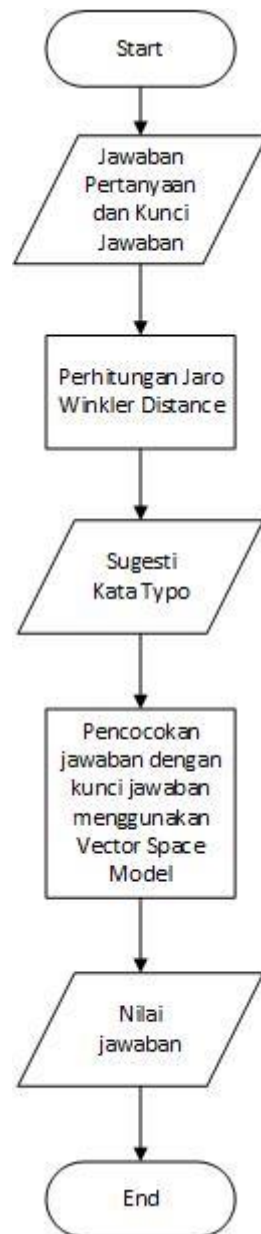 Start
Jawaban
Pertanyaan
dan Kunci
Jawaban
Perhitungan Jaro
Winkler Distance
Sugesti
Kata Typo
Pencocokan
jawaban dengan
kunci jawaban
menggunakan
Vector Space
Model
Nilai
jawaban
End